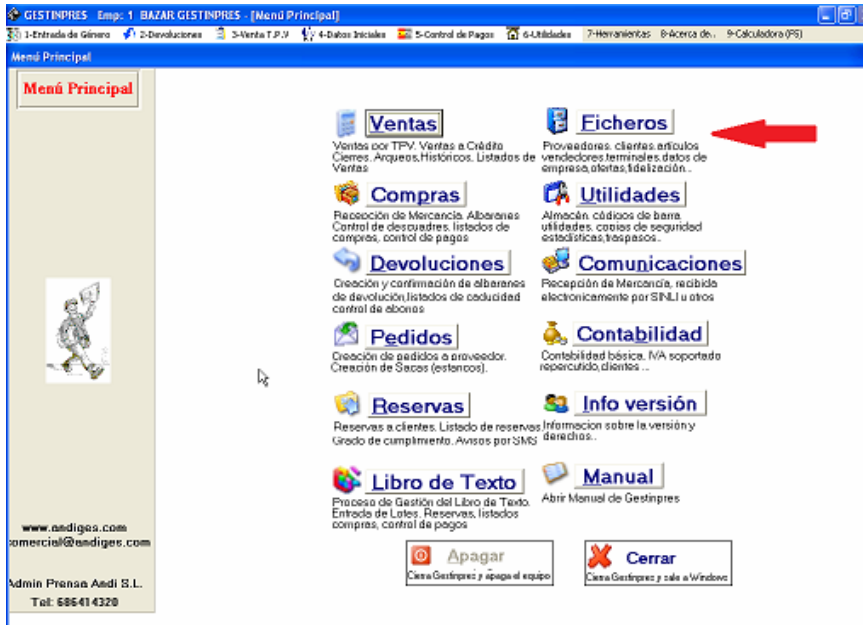 GESTINPRES Emp: 1 BAZAR GESTINPRES - [Menú Principal]
1-Entrada de Género 2-Devoluciones 3-Venta T.P.V 4-Datos Iniciales 5-Control de Pagos 6-Utilidades 7-Herramientas 8-Acerca de.. 9-Calculadora (F5)
Menú Principal
Menú Principal
Ventas
Ventas por TPV. Ventas a Crédito
Cierres. Arqueos,Históricos. Listados de
Ventas
Ficheros
Proveedores. clientes.artículos
vendedores.terminales.datos de
empresa,ofertas,fidelización..
Compras
Recepción de Mercancía. Albaranes
Control de descuadres. listados de
compras, control de pagos
Utilidades
Almacén. códigos de barra.
utilidades. copias de seguridad
estadísticas,traspasos..
Devoluciones
Creación y confirmación de albaranes
de devolución,listados de caducidad
control de abonos
Comunicaciones
Recepción de Mercancía, recibida
electronicamente por SINLI u otros
Pedidos
Creación de pedidos a proveedor.
Creación de Sacas (estancos).
Contabilidad
Contabilidad básica. IVA soportado
repercutido,clientes ...
Reservas
Reservas a clientes. Listado de reservas
Grado de cumplimiento. Avisos por SMS
Info versión
Informacion sobre la versión y
derechos..
Libro de Texto
Proceso de Gestión del Libro de Texto.
Entrada de Lotes. Reservas, listados
compras, control de pagos
Manual
Abrir Manual de Gestinpres
Apagar
Cierra Gestinpres y apaga el equipo
Cerrar
Cierra Gestinpres y sale a Windows
www.andiges.com
comercial@andiges.com
Admin Prensa Andi S.L.
Tel: 686414320